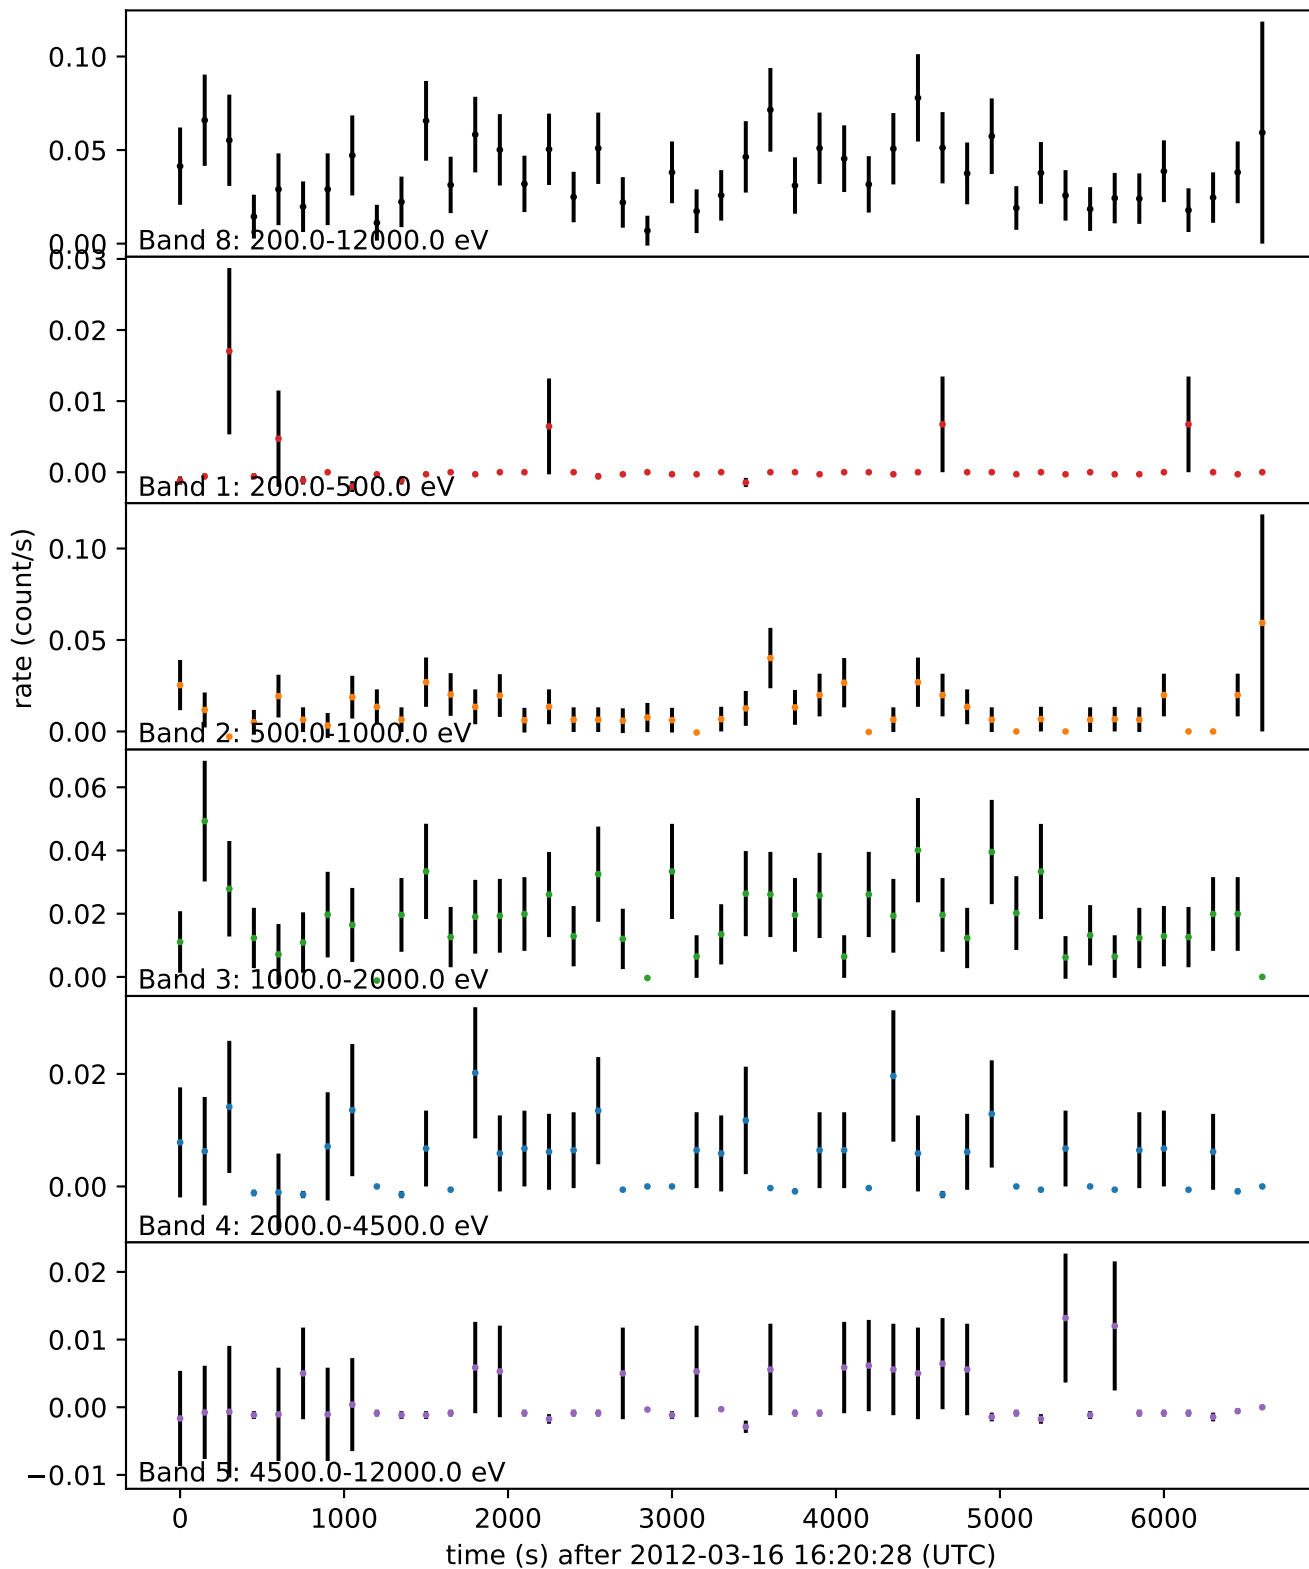 0.10
0.05
0.00
Band 8: 200.0-12000.0 eV
0.03
0.02
0.01
0.00
Band 1: 200.0-500.0 eV
0.10
0.05
0.00
Band 2: 500.0-1000.0 eV
rate (count/s)
0.06
0.04
0.02
0.00
Band 3: 1000.0-2000.0 eV
0.02
0.00
Band 4: 2000.0-4500.0 eV
0.02
0.01
0.00
−0.01
Band 5: 4500.0-12000.0 eV
0 1000 2000 3000 4000 5000 6000
time (s) after 2012-03-16 16:20:28 (UTC)